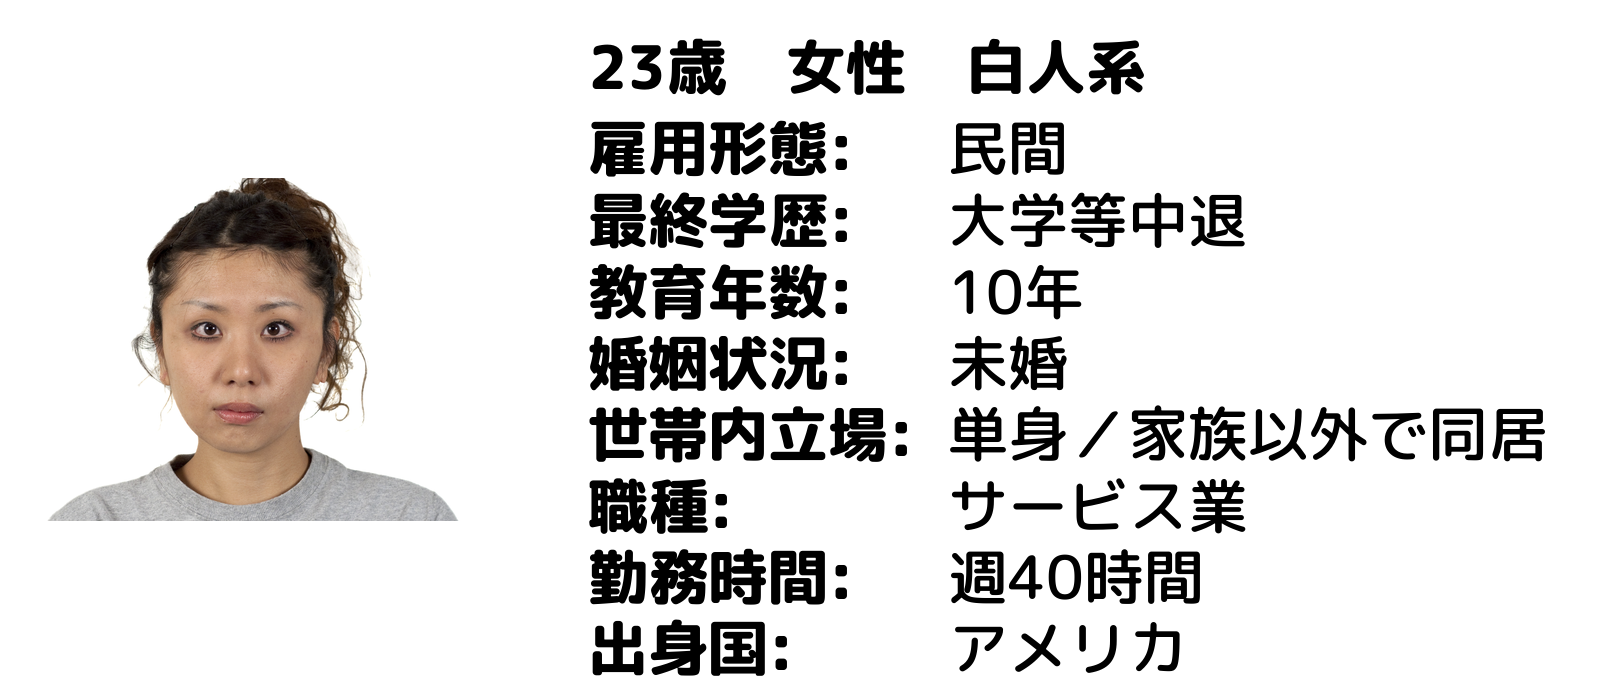 23歳　女性　白人系
雇用形態:　民間
最終学歴:　大学等中退
教育年数:　10年
婚姻状況:　未婚
世帯内立場:　単身／家族以外で同居
職種:　サービス業
勤務時間:　週40時間
出身国:　アメリカ